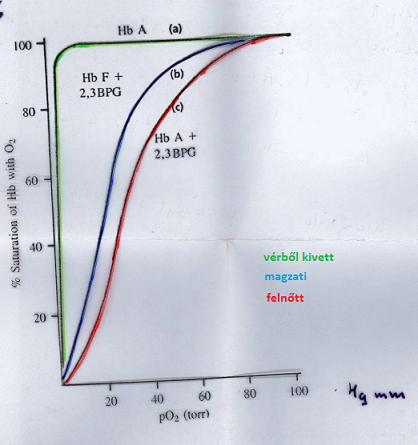 Hb A (a)
100
Hb F +
2,3BPG
(b)
80
(c)
Hb A +
2,3BPG
60
40
20
% Saturation of Hb with O2
vérből kivett
magzati
felnőtt
20 40 60 80 100
pO2 (torr)
Hg mm